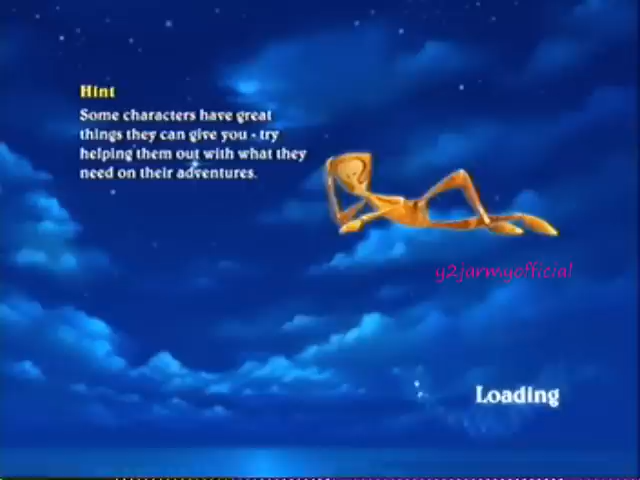 Hint
Some characters have great
things they can give you - try
helping them out with what they
need on their adventures.
y2jarmyofficial
Loading